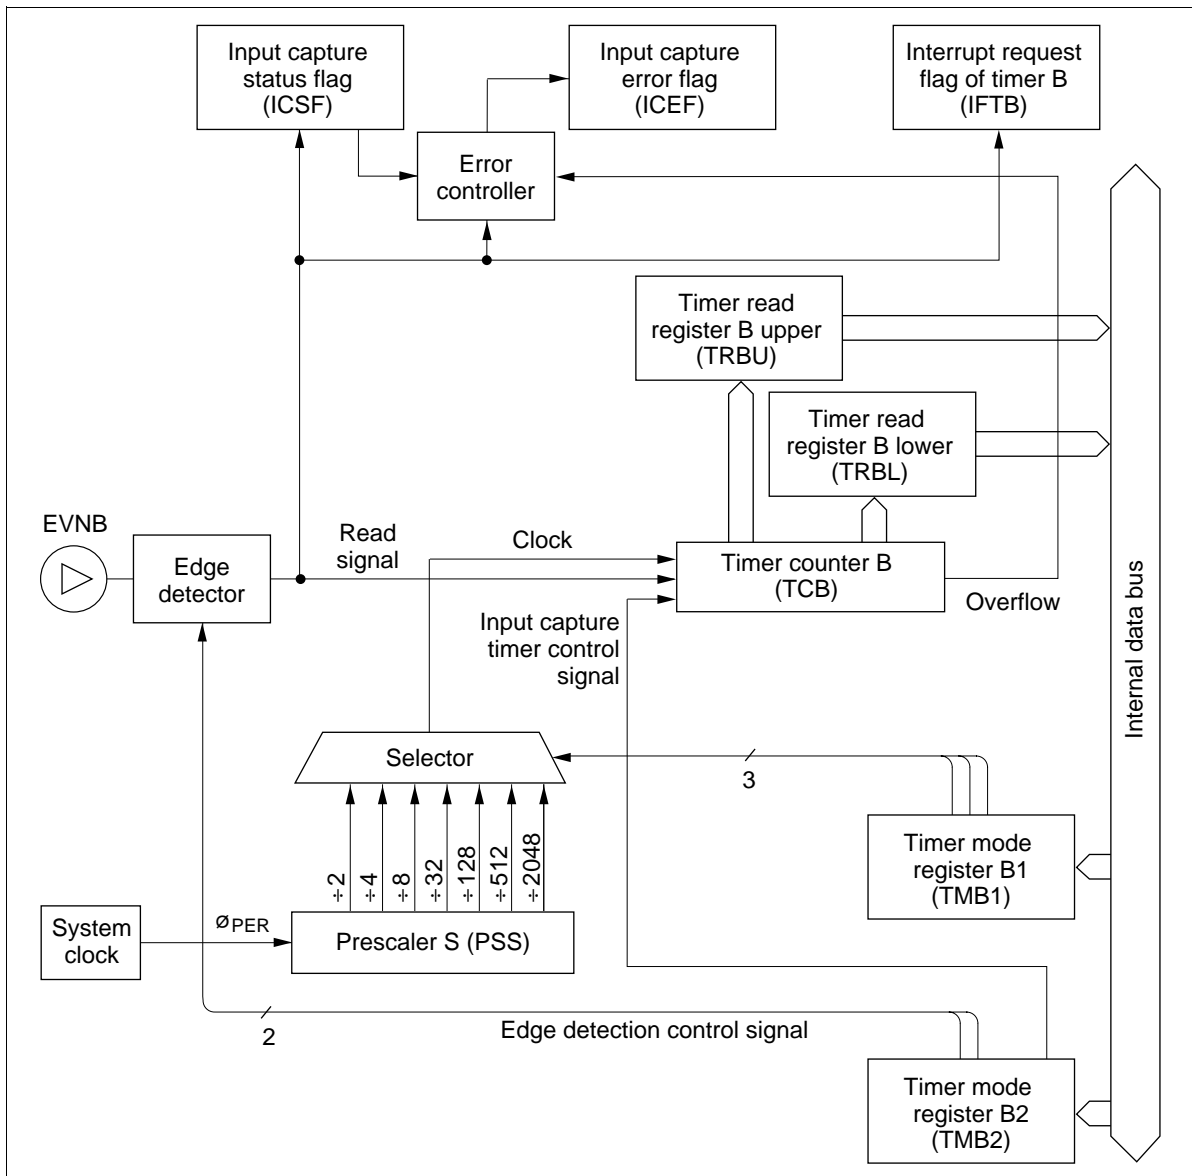 Input capture
status flag
(ICSF)
Input capture
error flag
(ICEF)
Interrupt request
flag of timer B
(IFTB)
Error
controller
Timer read
register B upper
(TRBU)
Timer read
register B lower
(TRBL)
EVNB
Edge
detector
Read
signal
Clock
Timer counter B
(TCB)
Overflow
Input capture
timer control
signal
Internal data bus
Selector
3
÷2
÷4
÷8
÷32
÷128
÷512
÷2048
Timer mode
register B1
(TMB1)
System
clock
øPER
Prescaler S (PSS)
2
Edge detection control signal
Timer mode
register B2
(TMB2)